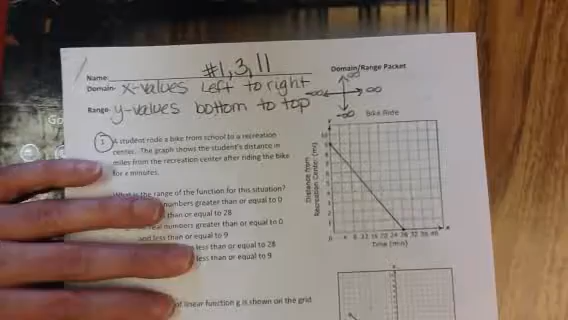 #1, 3, 11
Name:
Domain/Range Packet
Domain- x-values left to right
-∞ ∞ ∞
Range- y-values bottom to top
-∞
Bike Ride
1 A student rode a bike from school to a recreation
center. The graph shows the student's distance in
miles from the recreation center after riding the bike
for x minutes.
What is the range of the function for this situation?
numbers greater than or equal to 0
than or equal to 28
real numbers greater than or equal to 0
and less than or equal to 9
less than or equal to 28
less than or equal to 9
Distance from
Recreation Center (mi)
Time (min)
of linear function g is shown on the grid